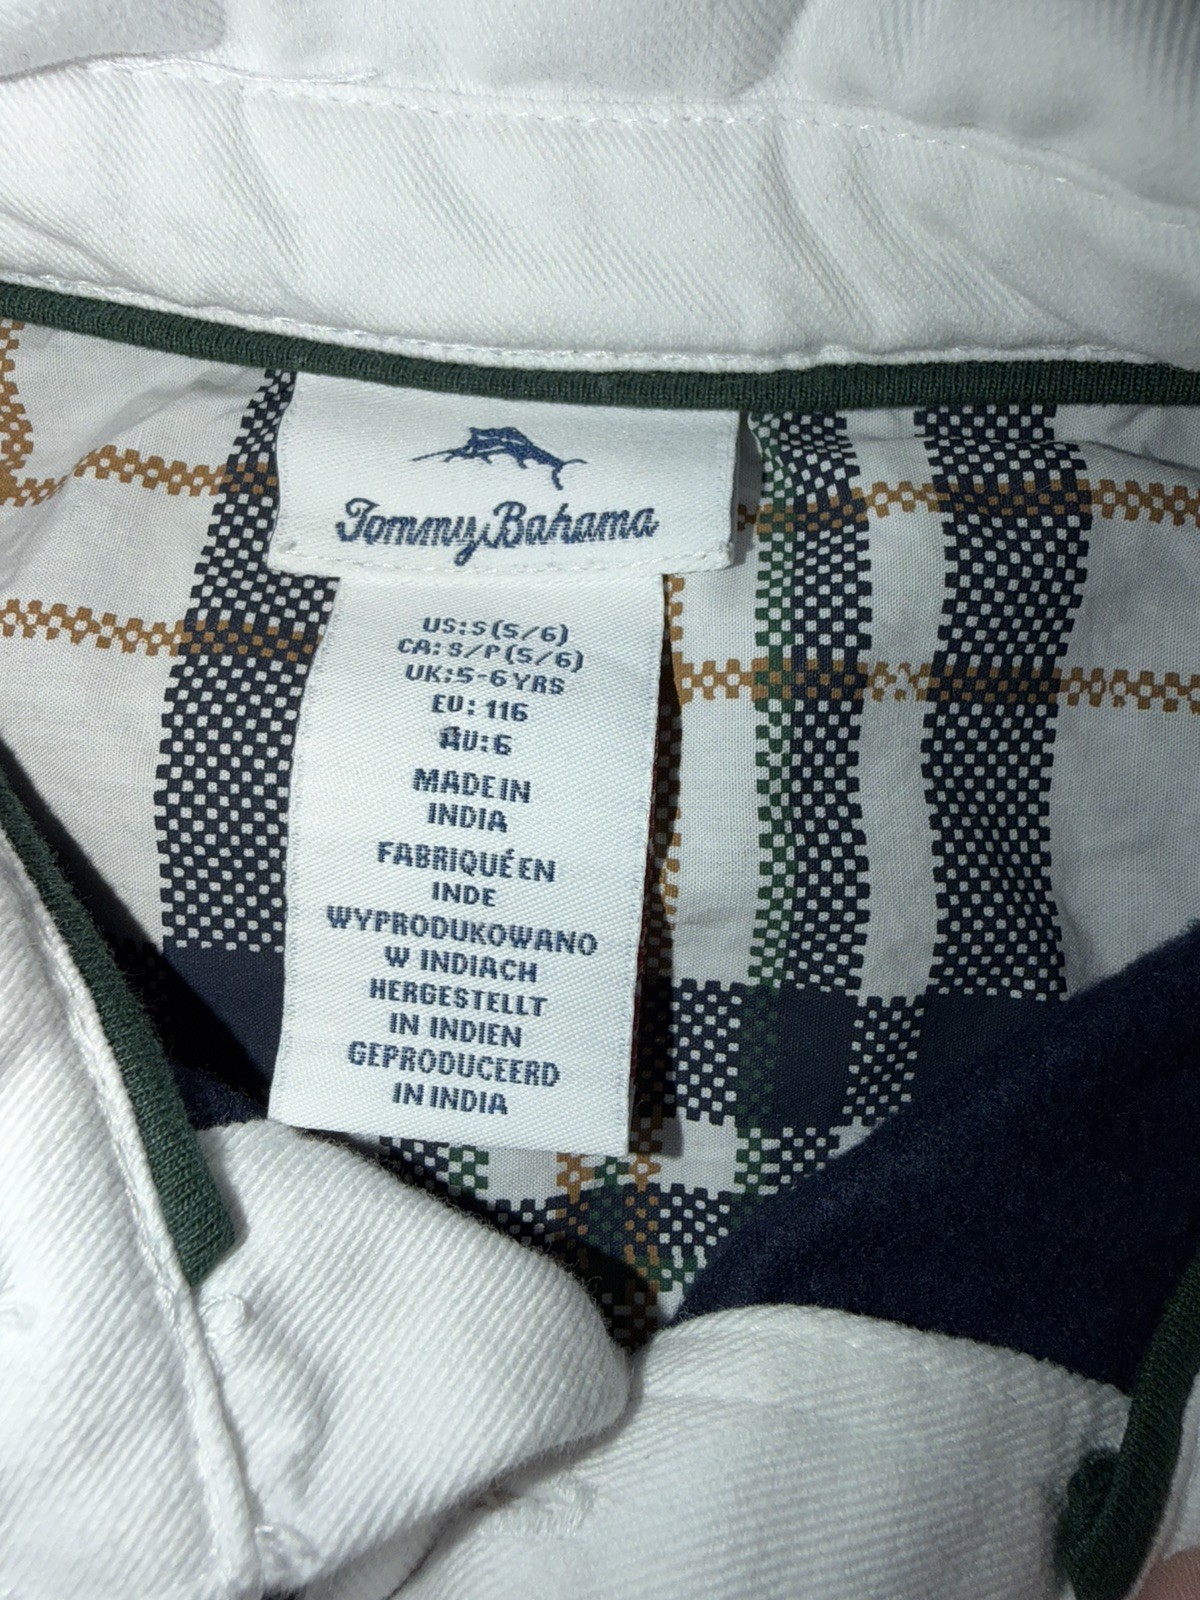 Tommy Bahama
US:S(5/6)
CA: S/P(5/6)
UK:5-6YRS
EU: 116
AU:6
MADE IN
INDIA
FABRIQUÉ EN
INDE
WYPRODUKOWANO
W INDIACH
HERGESTELLT
IN INDIEN
GEPRODUCEERD
IN INDIA